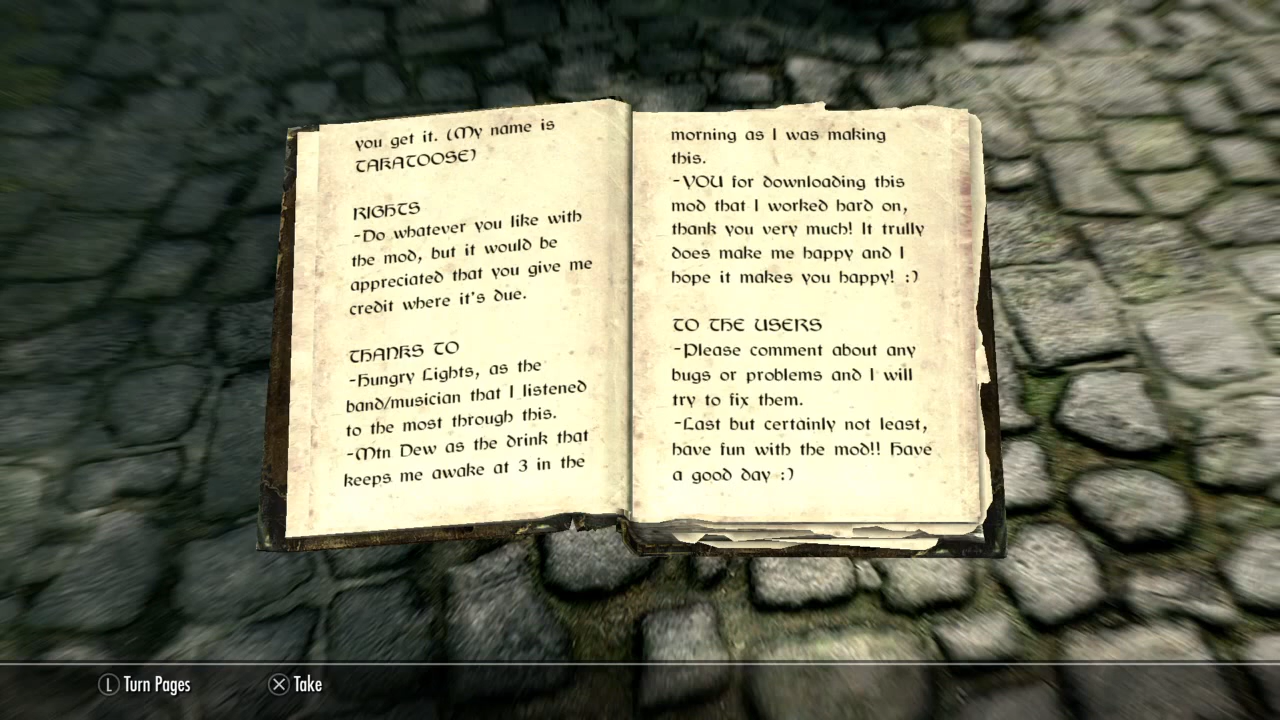 you get it. (My name is
TAKATOOSE)
RIGHTS
-Do whatever you like with
the mod, but it would be
appreciated that you give me
credit where it's due.
THANKS TO
-Hungry Lights, as the
band/musician that I listened
to the most through this.
-Mtn Dew as the drink that
keeps me awake at 3 in the
morning as I was making
this.
-YOU for downloading this
mod that I worked hard on,
thank you very much! It trully
does make me happy and I
hope it makes you happy! :)
TO THE USERS
-Please comment about any
bugs or problems and I will
try to fix them.
-Last but certainly not least,
have fun with the mod!! Have
a good day :)
L Turn Pages
X Take